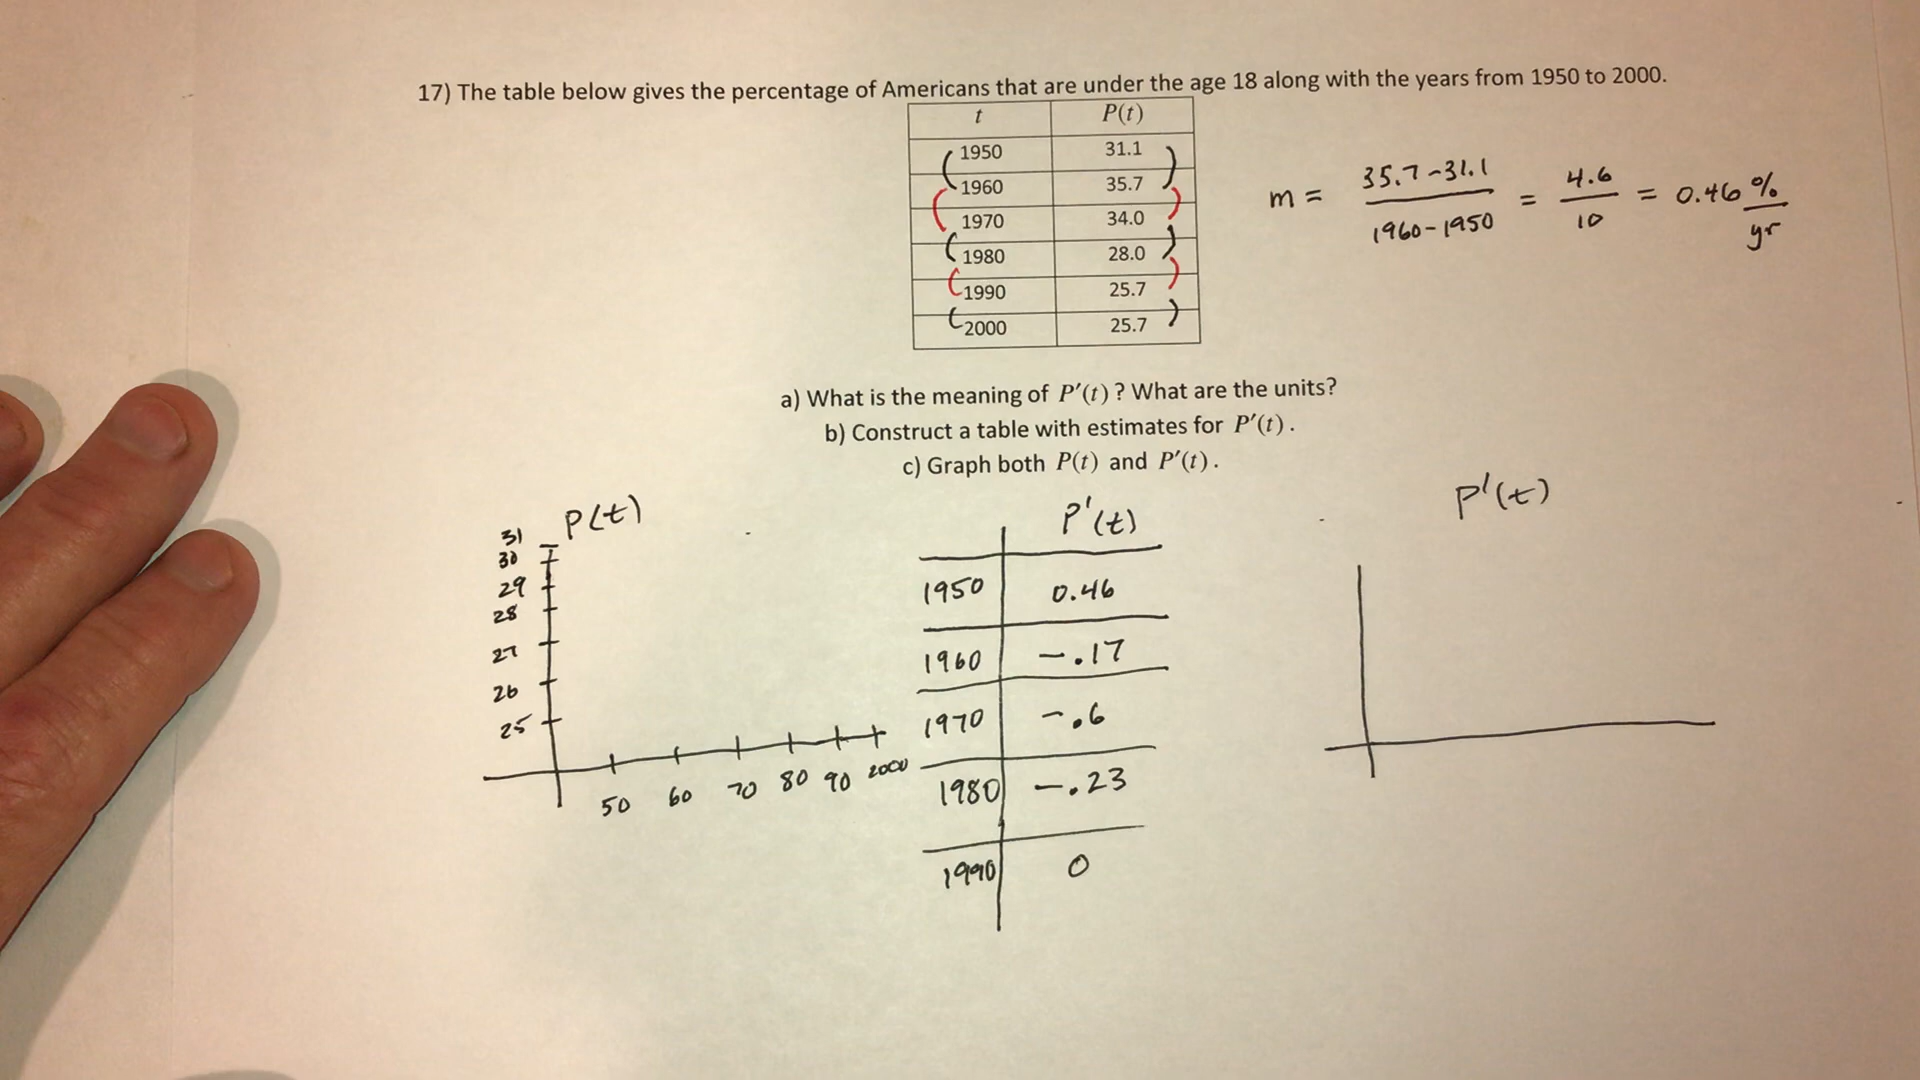 17) The table below gives the percentage of Americans that are under the age 18 along with the years from 1950 to 2000.
t P(t)
1950 31.1
1960 35.7
1970 34.0
1980 28.0
1990 25.7
2000 25.7
m = 35.7-31.1 / 1960-1950 = 4.6 / 10 = 0.46 % / yr
a) What is the meaning of P′(t)? What are the units?
b) Construct a table with estimates for P′(t).
c) Graph both P(t) and P′(t).
P(t)
31
30
29
28
27
26
25
50 60 70 80 90 2000
P'(t)
1950 0.46
1960 -.17
1970 -.6
1980 -.23
1990 0
P'(t)